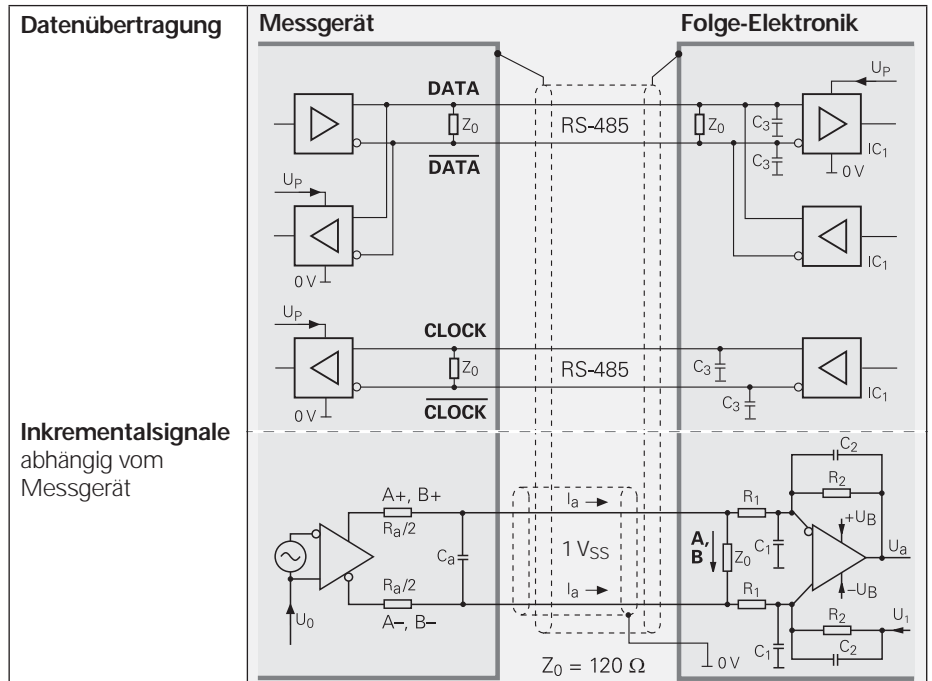 Datenübertragung
Messgerät
Folge-Elektronik
DATA
Z0
RS-485
Z0
C3
UP
IC1
0 V
DATA
C3
UP
0 V
IC1
UP
CLOCK
Z0
RS-485
C3
0 V
CLOCK
C3
IC1
Inkrementalsignale
abhängig vom
Messgerät
A+, B+
Ra/2
Ca
Ra/2
A–, B–
U0
Ia
1 VSS
Ia
Z0 = 120 Ω
0 V
A,
B
Z0
R1
C1
R1
C1
C2
R2
+UB
Ua
–UB
R2
U1
C2